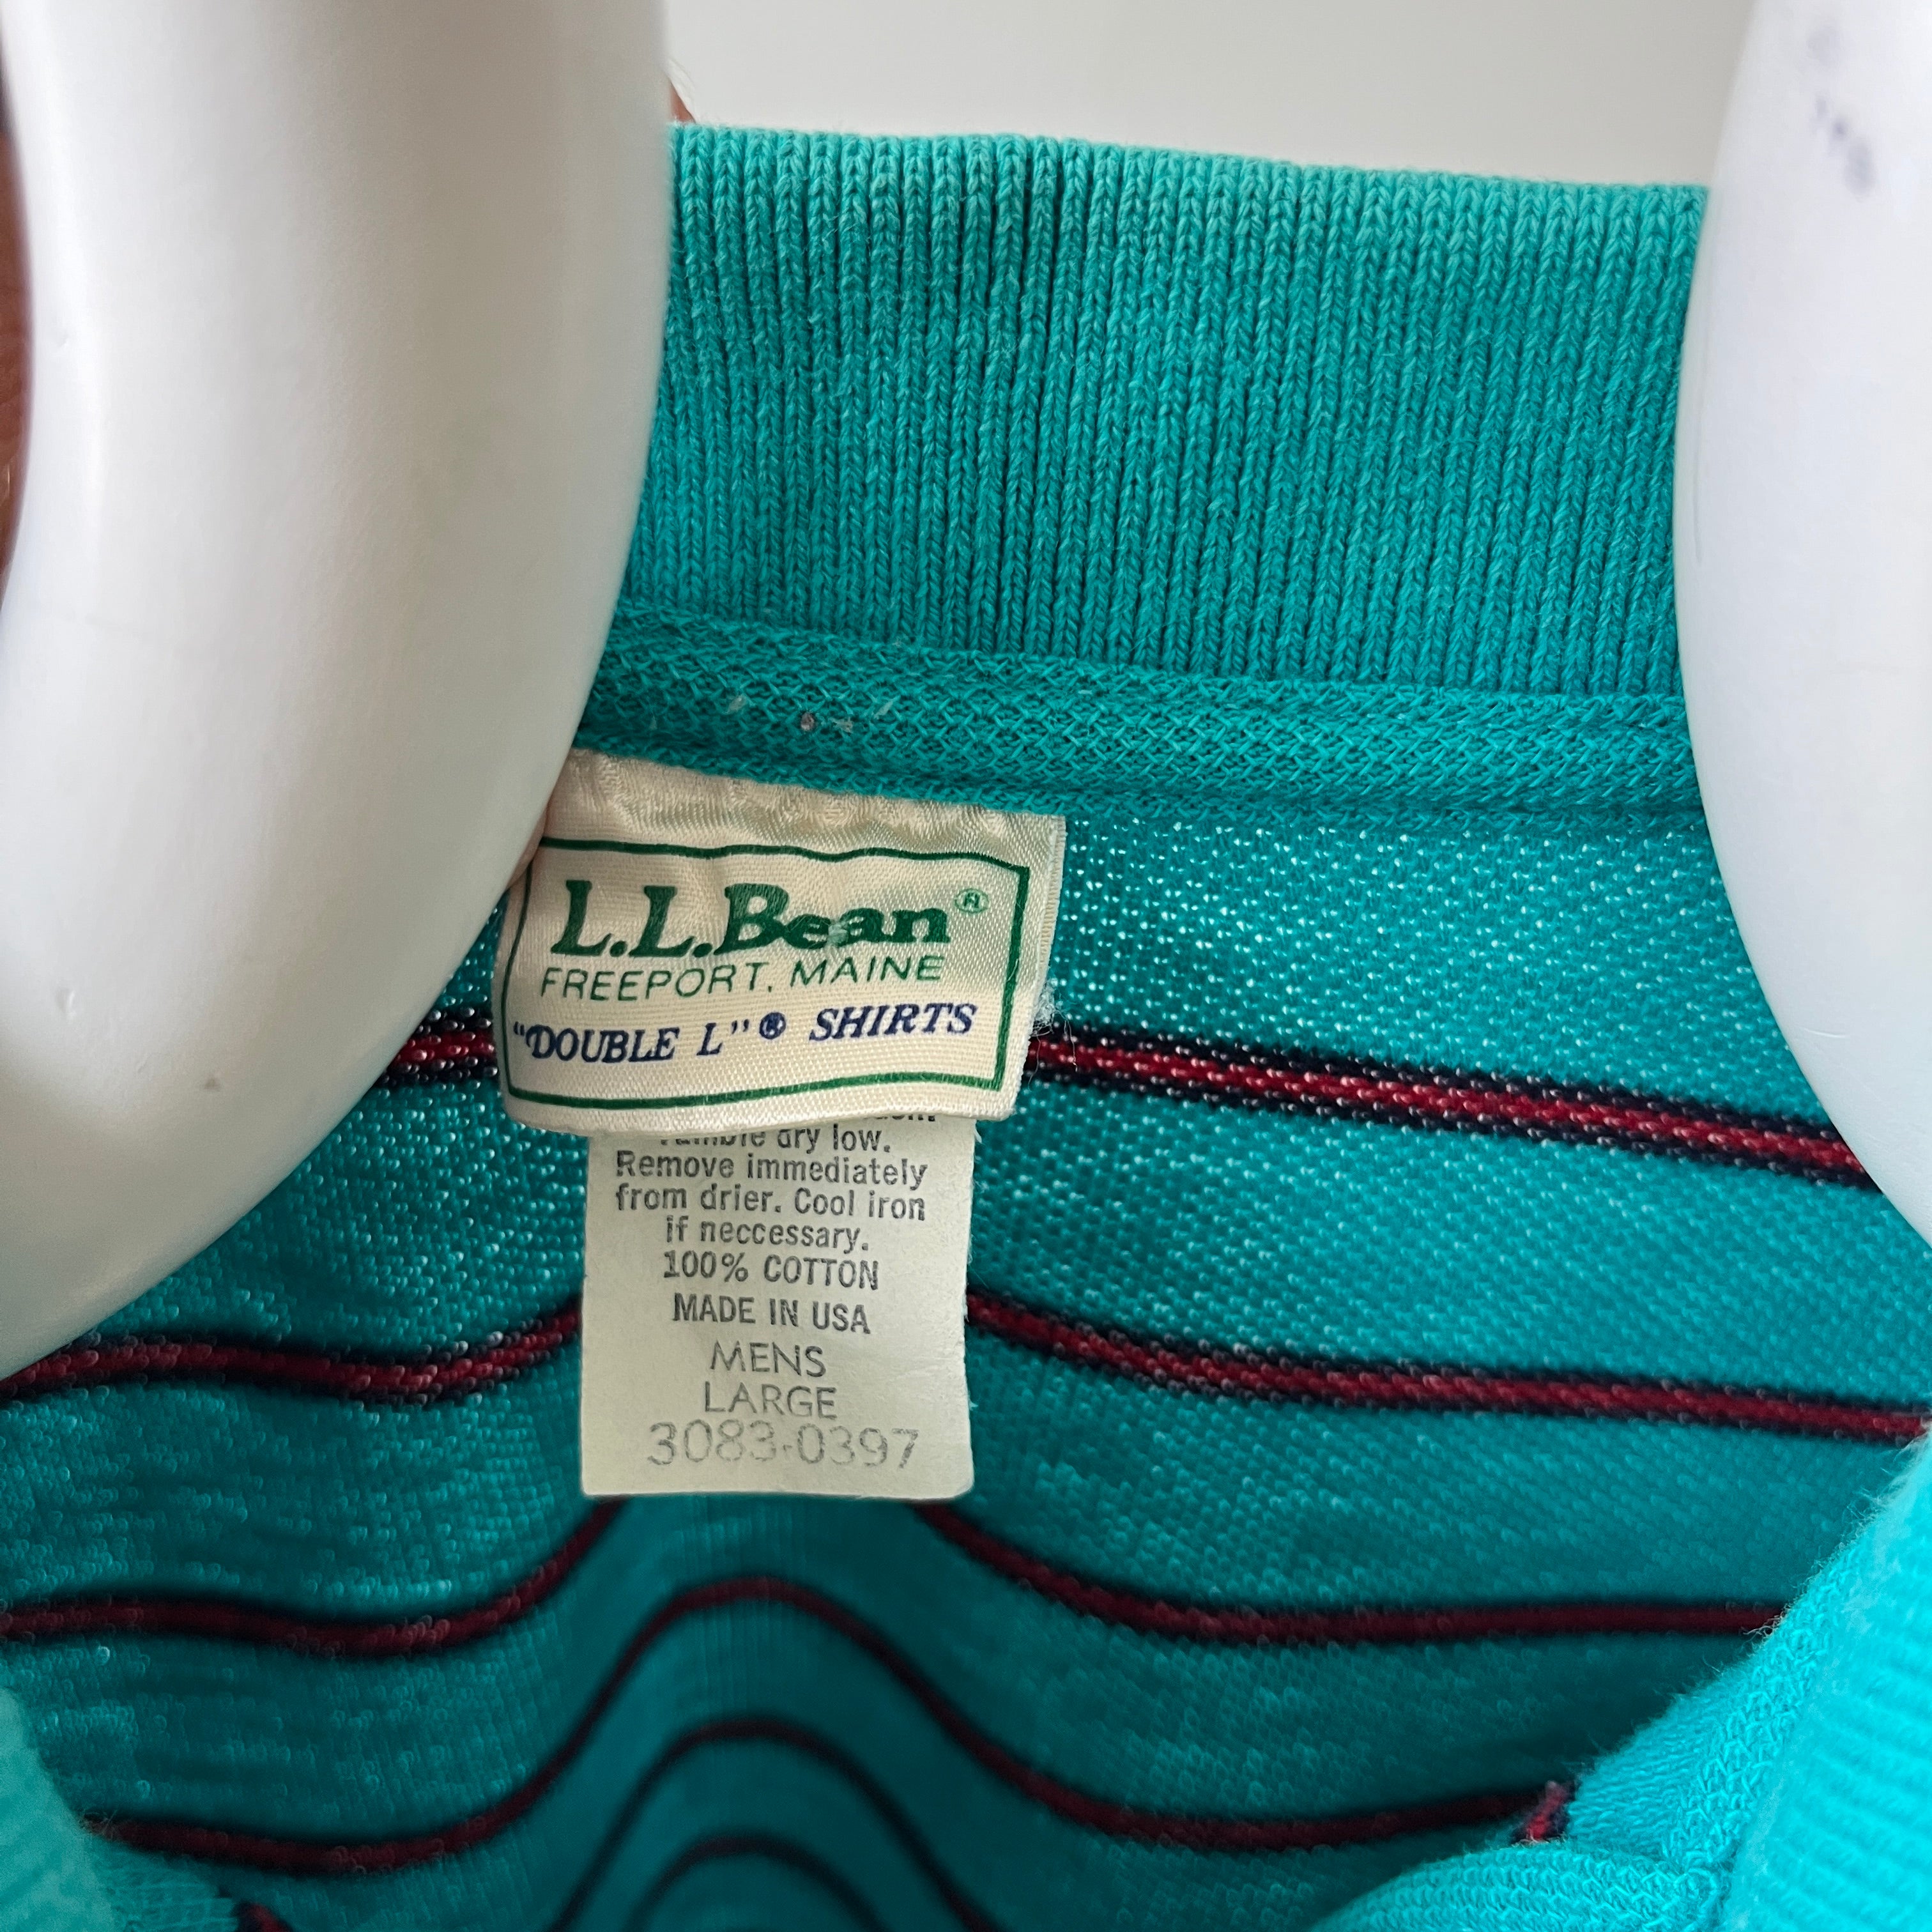 L.L.Bean®
FREEPORT, MAINE
"DOUBLE L"® SHIRTS
dry low.
Remove immediately
from drier. Cool iron
if neccessary.
100% COTTON
MADE IN USA
MENS
LARGE
3083-0397